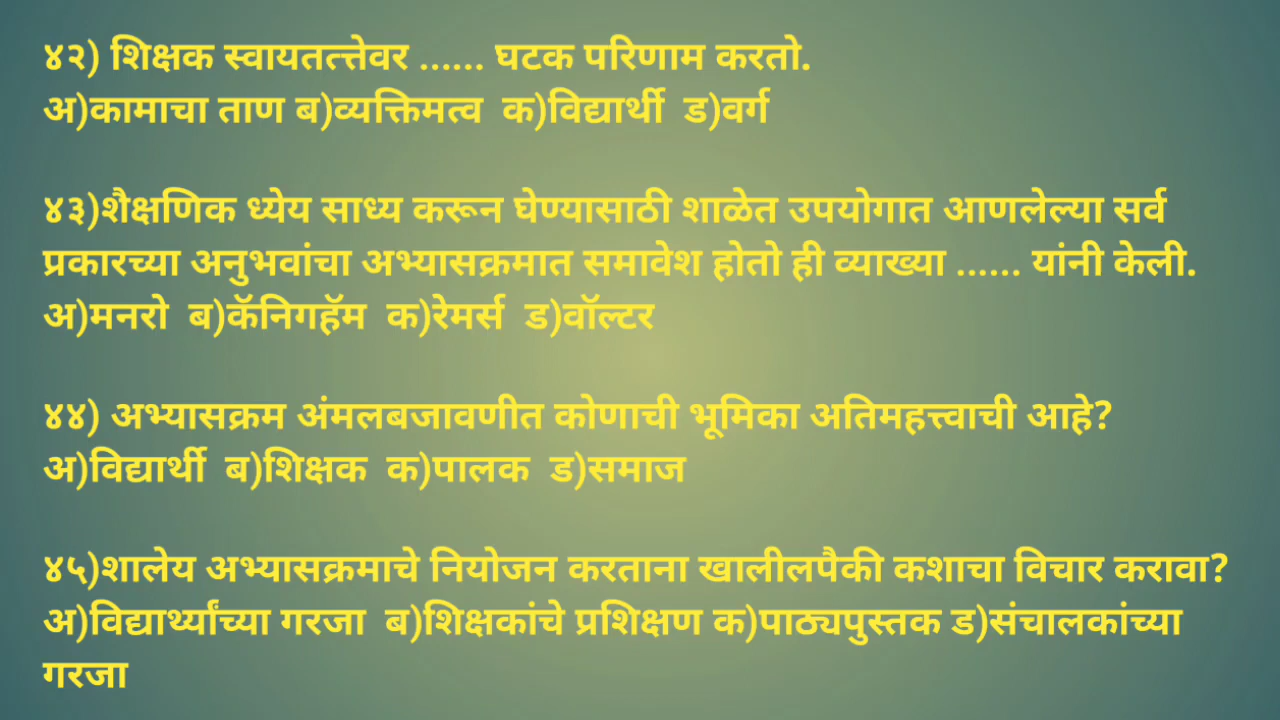 ४२) शिक्षक स्वायतत्त्तेवर ...... घटक परिणाम करतो.
अ)कामाचा ताण ब)व्यक्तिमत्व क)विद्यार्थी ड)वर्ग
४३)शैक्षणिक ध्येय साध्य करून घेण्यासाठी शाळेत उपयोगात आणलेल्या सर्व
प्रकारच्या अनुभवांचा अभ्यासक्रमात समावेश होतो ही व्याख्या ...... यांनी केली.
अ)मनरो ब)कॅनिगहॅम क)रेमर्स ड)वॉल्टर
४४) अभ्यासक्रम अंमलबजावणीत कोणाची भूमिका अतिमहत्त्वाची आहे?
अ)विद्यार्थी ब)शिक्षक क)पालक ड)समाज
४५)शालेय अभ्यासक्रमाचे नियोजन करताना खालीलपैकी कशाचा विचार करावा?
अ)विद्यार्थ्यांच्या गरजा ब)शिक्षकांचे प्रशिक्षण क)पाठ्यपुस्तक ड)संचालकांच्या
गरजा